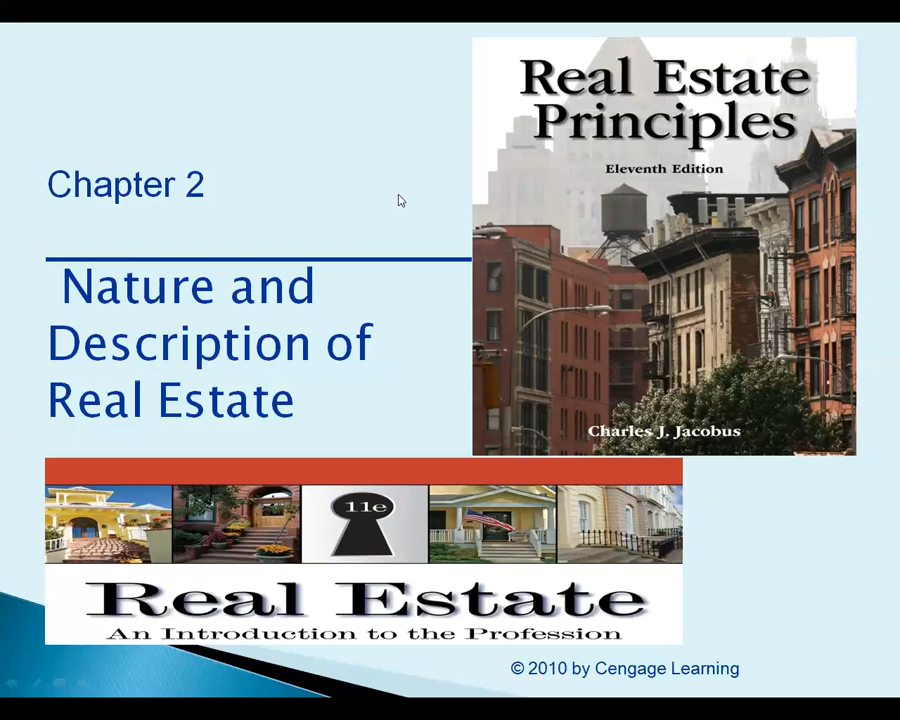 Chapter 2
Nature and
Description of
Real Estate
Real Estate
Principles
Eleventh Edition
Charles J. Jacobus
11e
Real Estate
An Introduction to the Profession
© 2010 by Cengage Learning